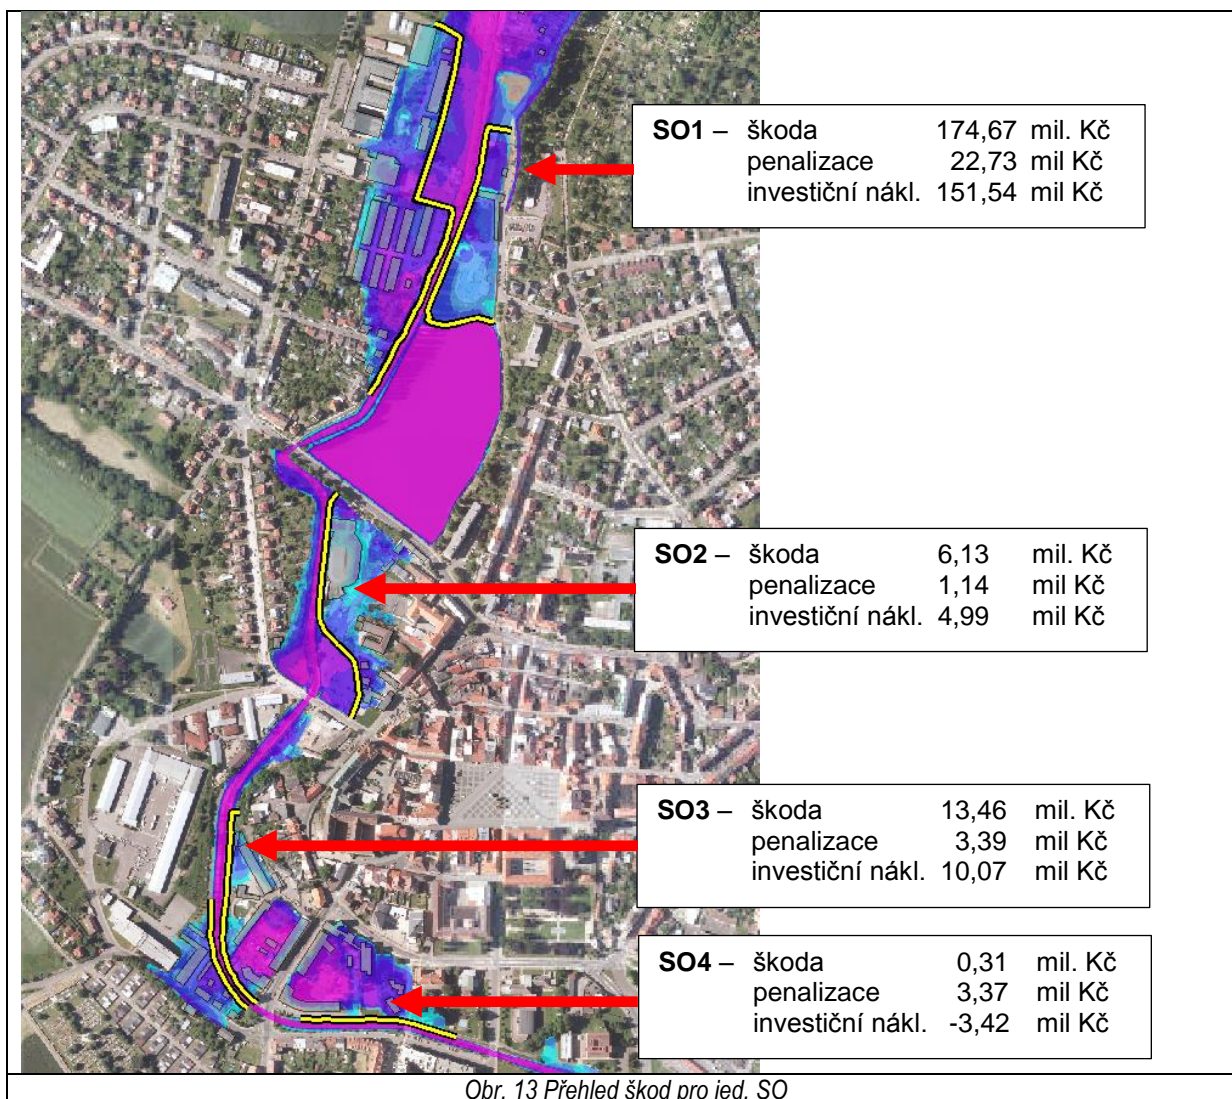 SO1 – škoda 174,67 mil. Kč
penalizace 22,73 mil Kč
investiční nákl. 151,54 mil Kč
SO2 – škoda 6,13 mil. Kč
penalizace 1,14 mil Kč
investiční nákl. 4,99 mil Kč
SO3 – škoda 13,46 mil. Kč
penalizace 3,39 mil Kč
investiční nákl. 10,07 mil Kč
SO4 – škoda 0,31 mil. Kč
penalizace 3,37 mil Kč
investiční nákl. -3,42 mil Kč
Obr. 13 Přehled škod pro jed. SO